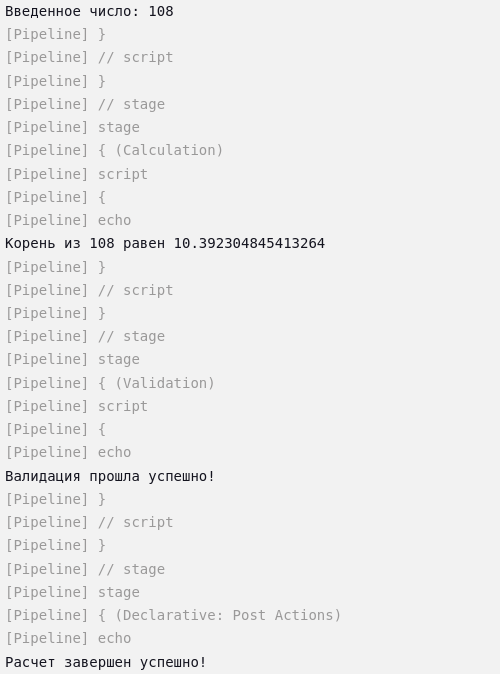 Введенное число: 108
[Pipeline] }
[Pipeline] // script
[Pipeline] }
[Pipeline] // stage
[Pipeline] stage
[Pipeline] { (Calculation)
[Pipeline] script
[Pipeline] {
[Pipeline] echo
Корень из 108 равен 10.392304845413264
[Pipeline] }
[Pipeline] // script
[Pipeline] }
[Pipeline] // stage
[Pipeline] stage
[Pipeline] { (Validation)
[Pipeline] script
[Pipeline] {
[Pipeline] echo
Валидация прошла успешно!
[Pipeline] }
[Pipeline] // script
[Pipeline] }
[Pipeline] // stage
[Pipeline] stage
[Pipeline] { (Declarative: Post Actions)
[Pipeline] echo
Расчет завершен успешно!